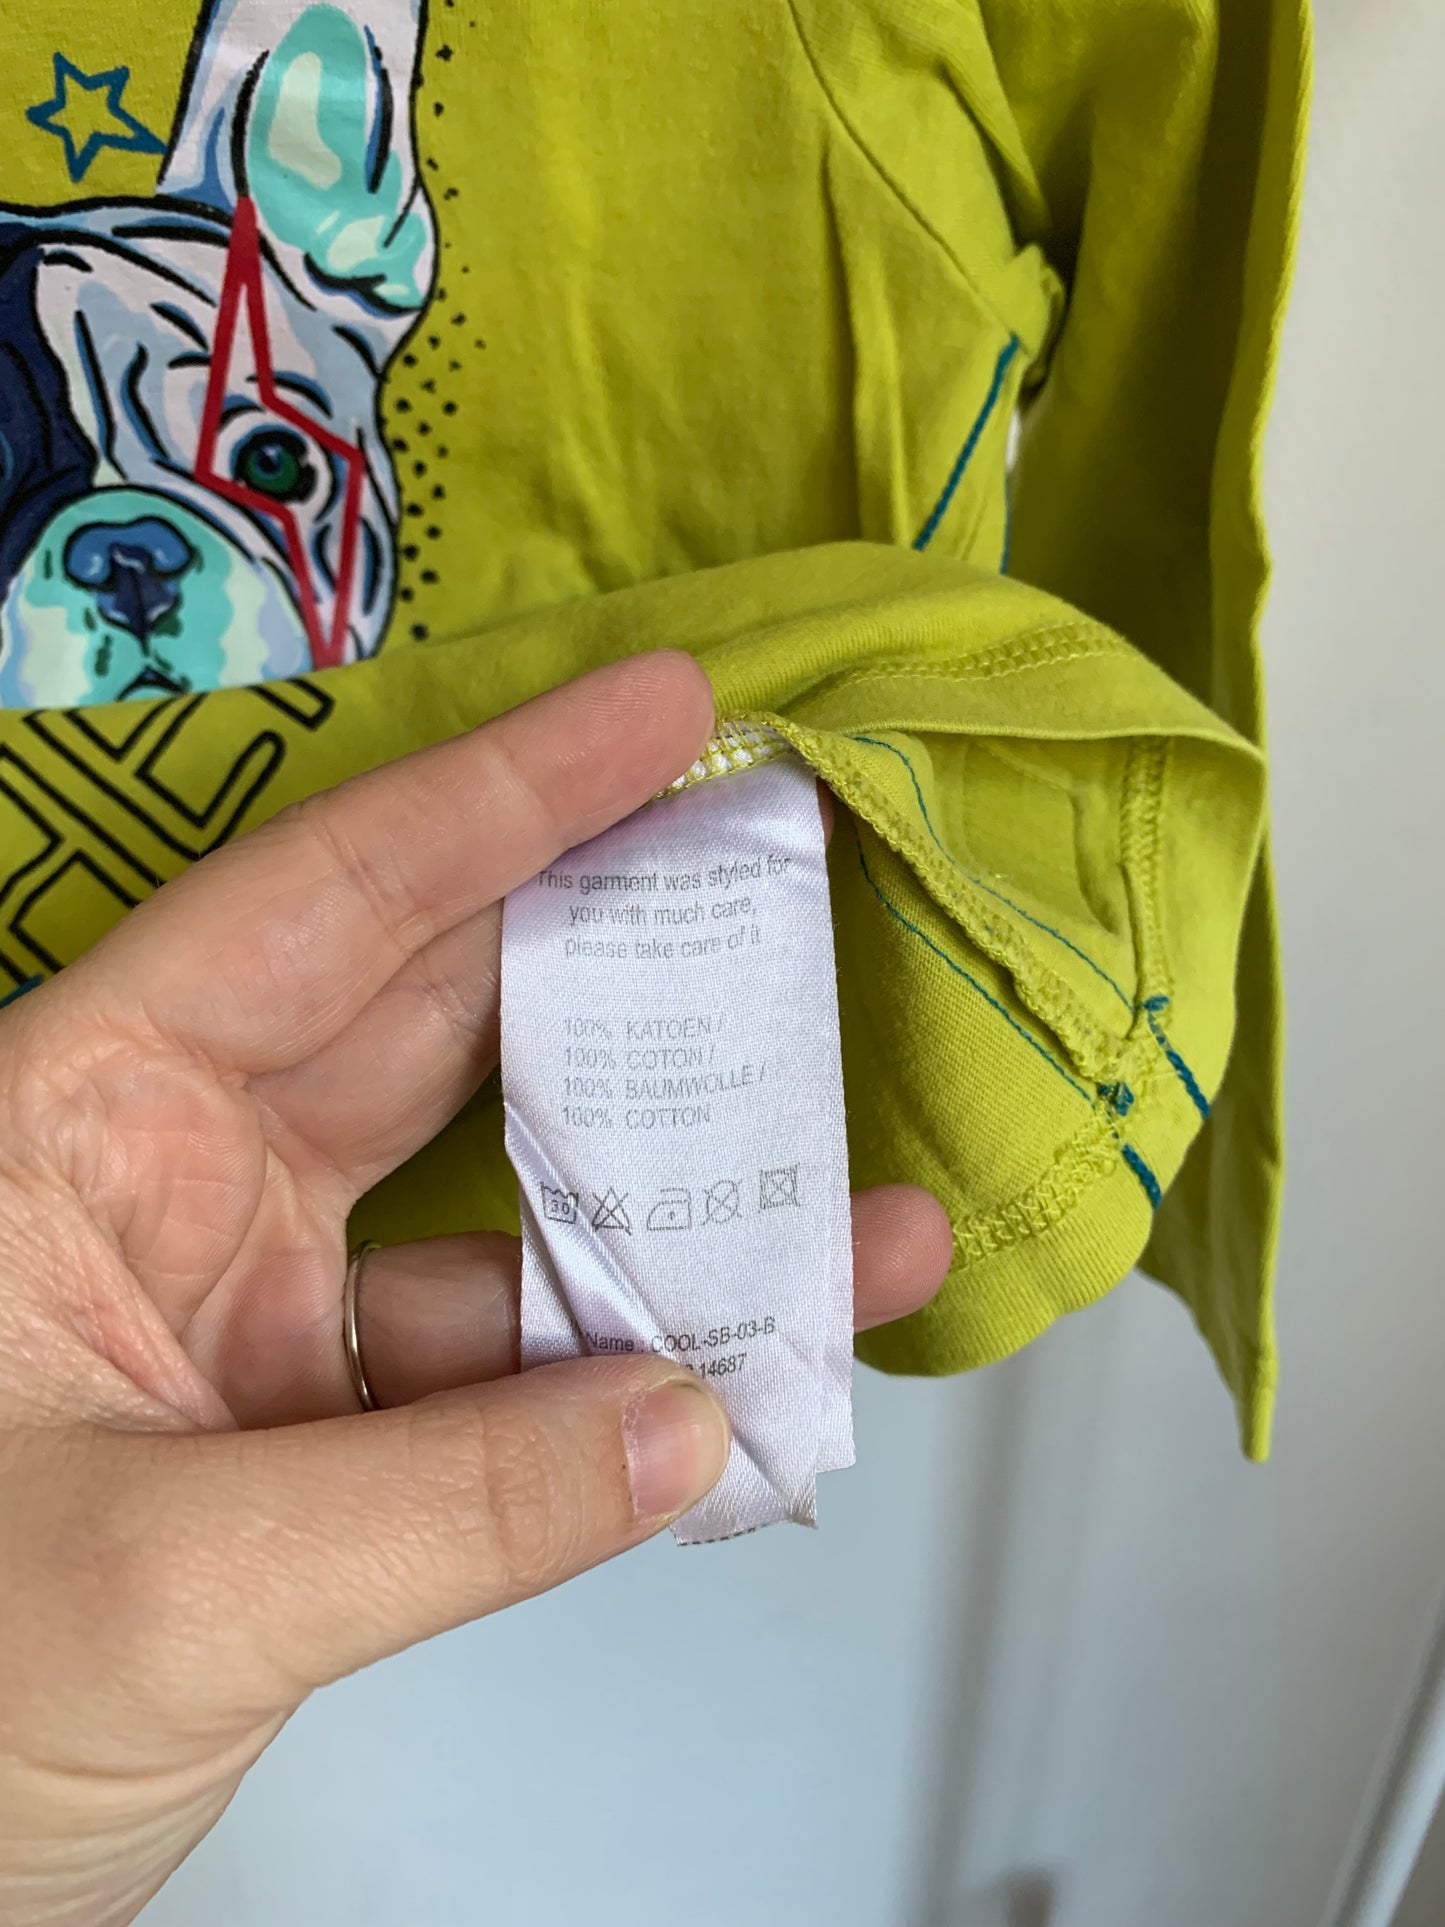 This garment was styled for
you with much care,
please take care of it
100% KATOEN /
100% COTON /
100% BAUMWOLLE /
100% COTTON
30
Name : COOL-SB-03-B
14687